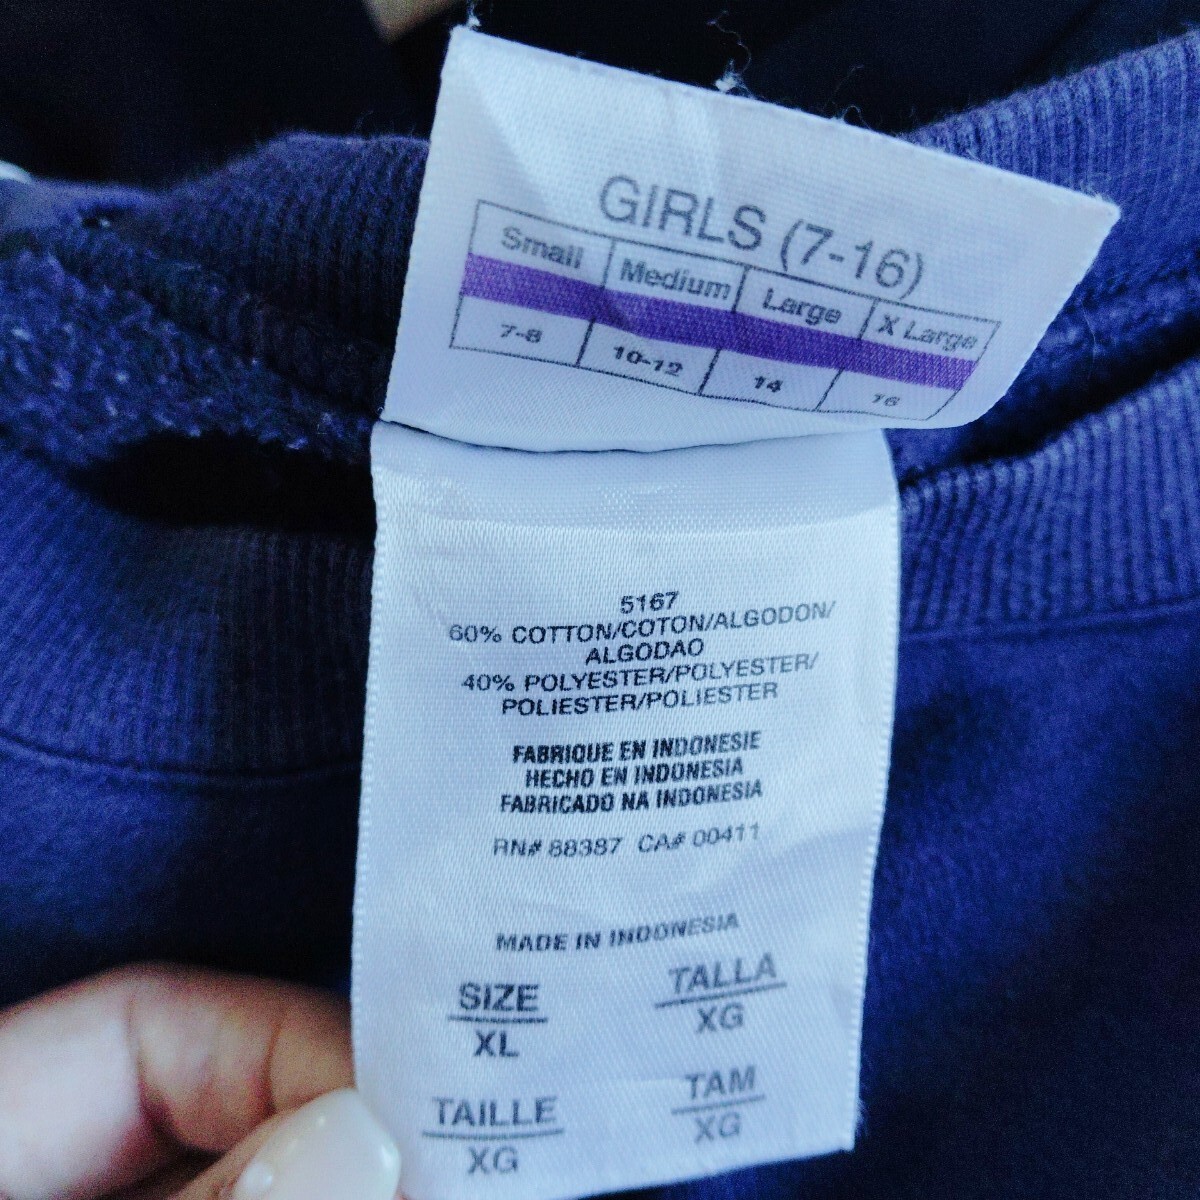 GIRLS (7-16)
Small Medium Large X Large
7-8 10-12 14 16
5167
60% COTTON/COTON/ALGODON/
ALGODAO
40% POLYESTER/POLYESTER/
POLIESTER/POLIESTER
FABRIQUE EN INDONESIE
HECHO EN INDONESIA
FABRICADO NA INDONESIA
RN# 88387 CA# 00411
MADE IN INDONESIA
SIZE TALLA
XL XG
TAILLE TAM
XG XG